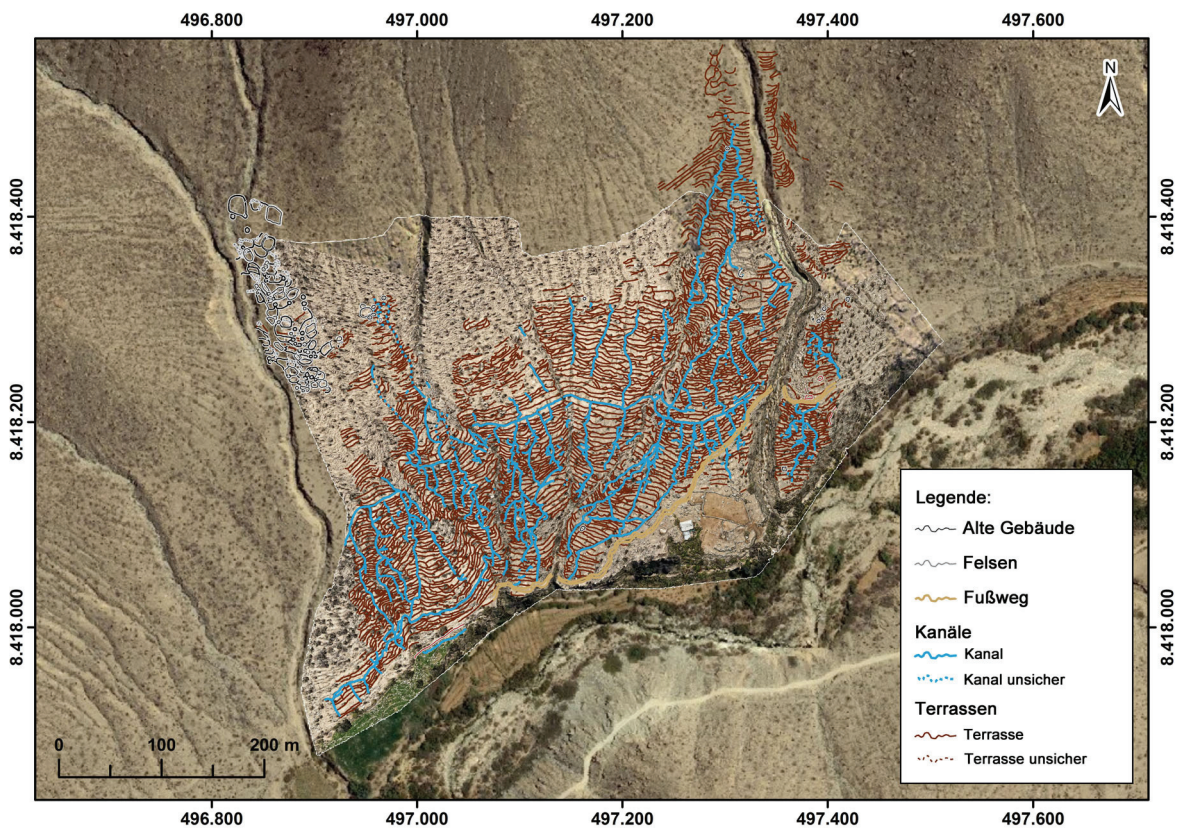 496.800 497.000 497.200 497.400 497.600
N
8.418.400 8.418.400
8.418.200 8.418.200
8.418.000 8.418.000
Legende:
Alte Gebäude
Felsen
Fußweg
Kanäle
Kanal
Kanal unsicher
Terrassen
Terrasse
Terrasse unsicher
0 100 200 m
496.800 497.000 497.200 497.400 497.600